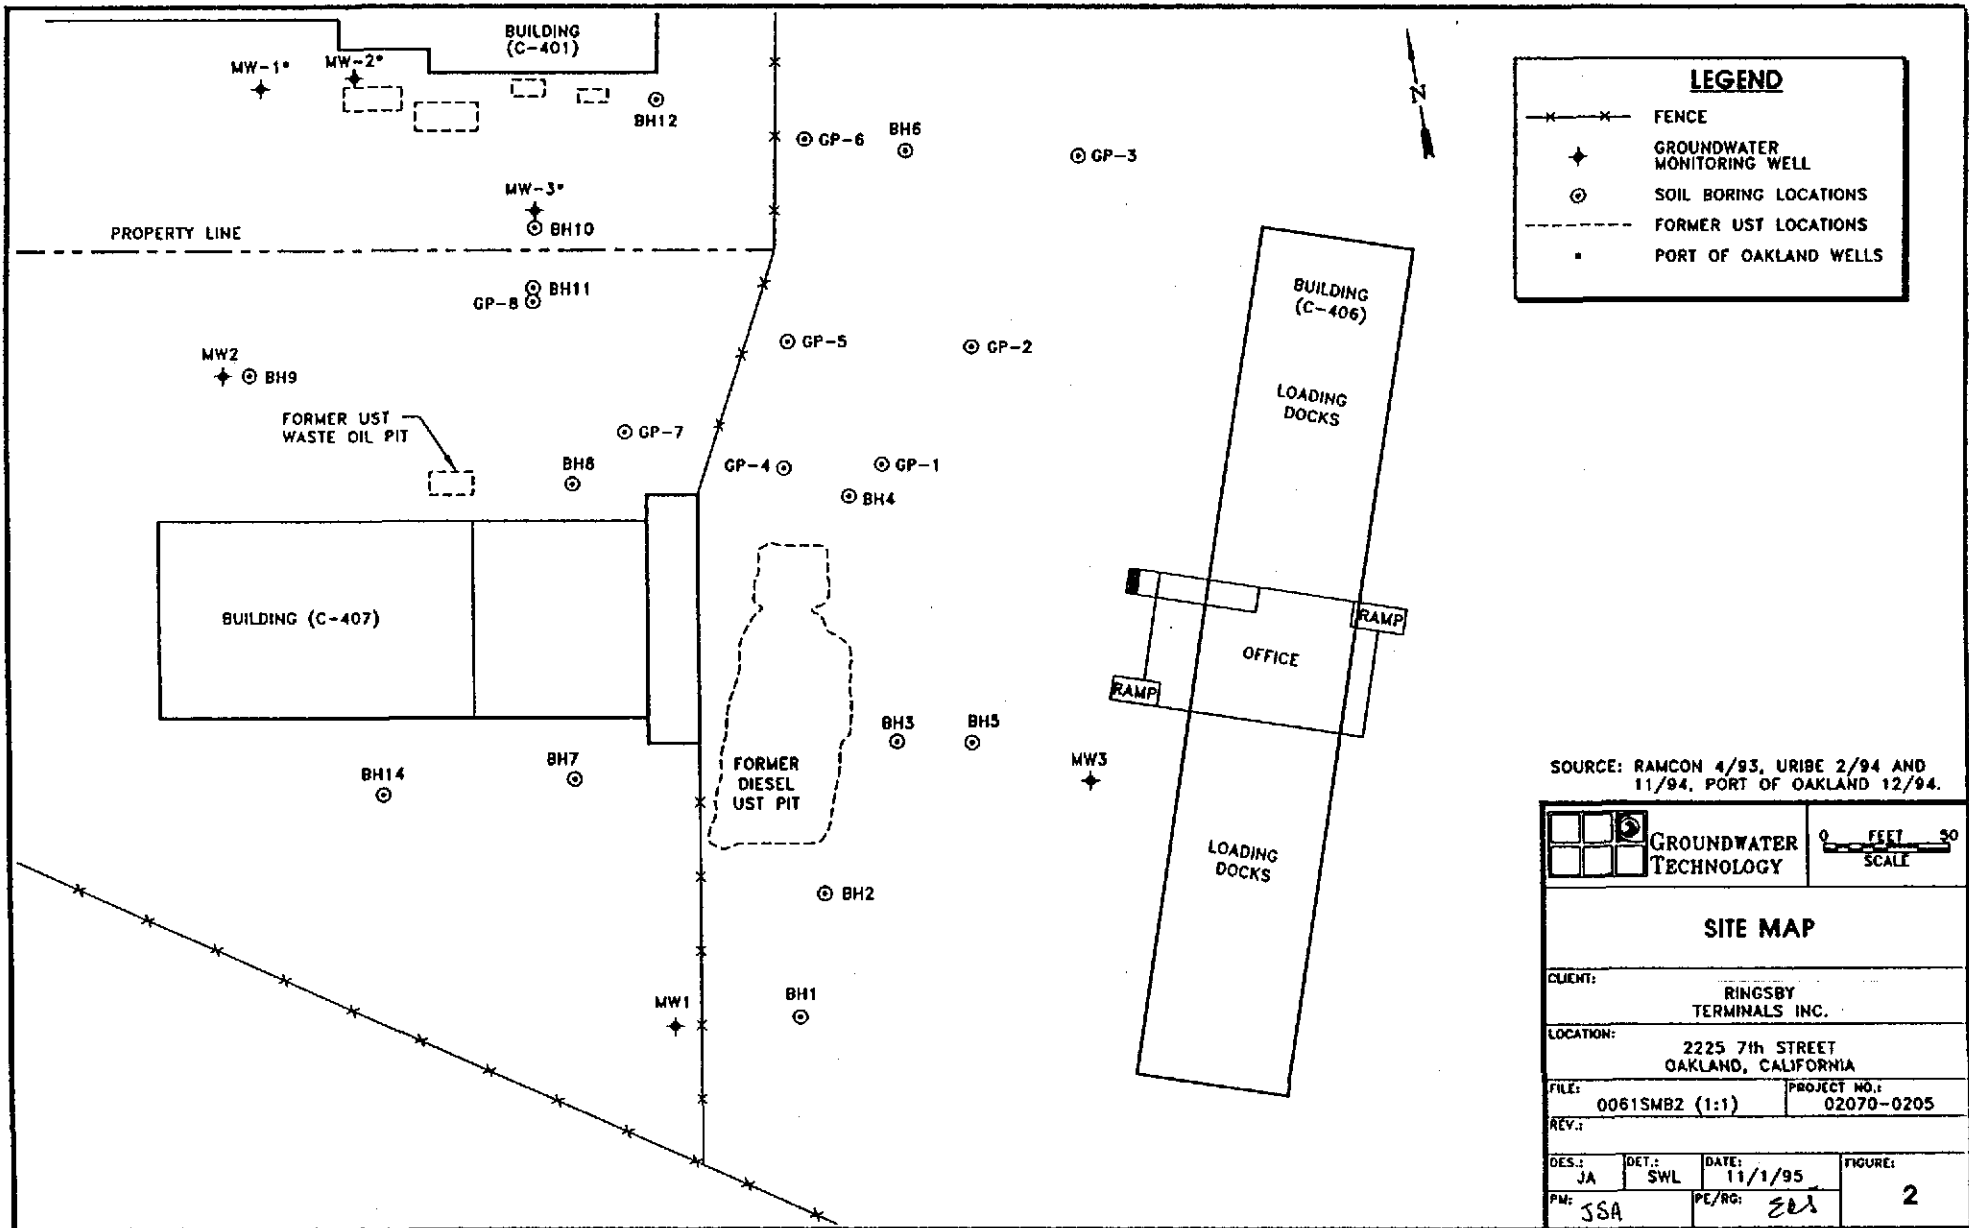 BUILDING
(C-401)
MW-1*
MW-2*
BH12
GP-6
BH6
GP-3
MW-3*
BH10
PROPERTY LINE
BH11
GP-8
GP-5
GP-2
MW2
BH9
FORMER UST
WASTE OIL PIT
GP-7
BH8
GP-4
GP-1
BH4
BUILDING (C-407)
FORMER
DIESEL
UST PIT
BH3
BH5
MW3
BH14
BH7
BH2
MW1
BH1
N
BUILDING
(C-406)
LOADING
DOCKS
RAMP
OFFICE
RAMP
LOADING
DOCKS
LEGEND
FENCE
GROUNDWATER
MONITORING WELL
SOIL BORING LOCATIONS
FORMER UST LOCATIONS
PORT OF OAKLAND WELLS
SOURCE: RAMCON 4/93, URIBE 2/94 AND
11/94, PORT OF OAKLAND 12/94.
GROUNDWATER
TECHNOLOGY
0 FEET 50
SCALE
SITE MAP
CLIENT:
RINGSBY
TERMINALS INC.
LOCATION:
2225 7th STREET
OAKLAND, CALIFORNIA
FILE:
0061SMB2 (1:1)
PROJECT NO.:
02070-0205
REV.:
DES.:
JA
DET.:
SWL
DATE:
11/1/95
FIGURE:
2
PM:
JSA
PE/RG: